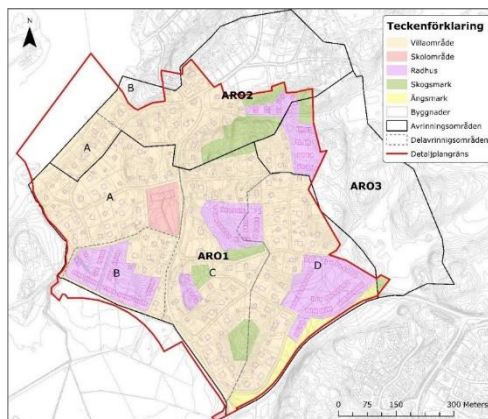 N
Teckenförklaring
Villaområde
Skolområde
Radhus
Skogsmark
Ängsmark
Byggnader
Avrinningsområden
Delavrinningsområden
Detaljplangräns
B
ARO2
A
ARO3
A
ARO1
B
C
D
0 75 150 300 Meters